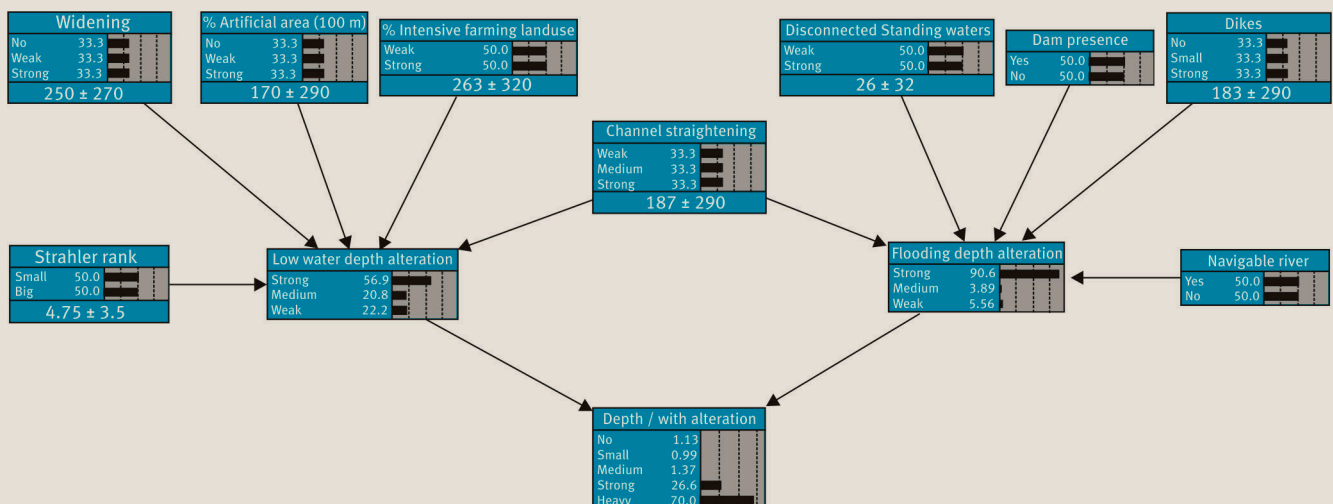 Widening
No 33.3
Weak 33.3
Strong 33.3
250 ± 270
% Artificial area (100 m)
No 33.3
Weak 33.3
Strong 33.3
170 ± 290
% Intensive farming landuse
Weak 50.0
Strong 50.0
263 ± 320
Disconnected Standing waters
Weak 50.0
Strong 50.0
26 ± 32
Dam presence
Yes 50.0
No 50.0
Dikes
No 33.3
Small 33.3
Strong 33.3
183 ± 290
Channel straightening
Weak 33.3
Medium 33.3
Strong 33.3
187 ± 290
Strahler rank
Small 50.0
Big 50.0
4.75 ± 3.5
Low water depth alteration
Strong 56.9
Medium 20.8
Weak 22.2
Flooding depth alteration
Strong 90.6
Medium 3.89
Weak 5.56
Navigable river
Yes 50.0
No 50.0
Depth / with alteration
No 1.13
Small 0.99
Medium 1.37
Strong 26.6
Heavy 70.0